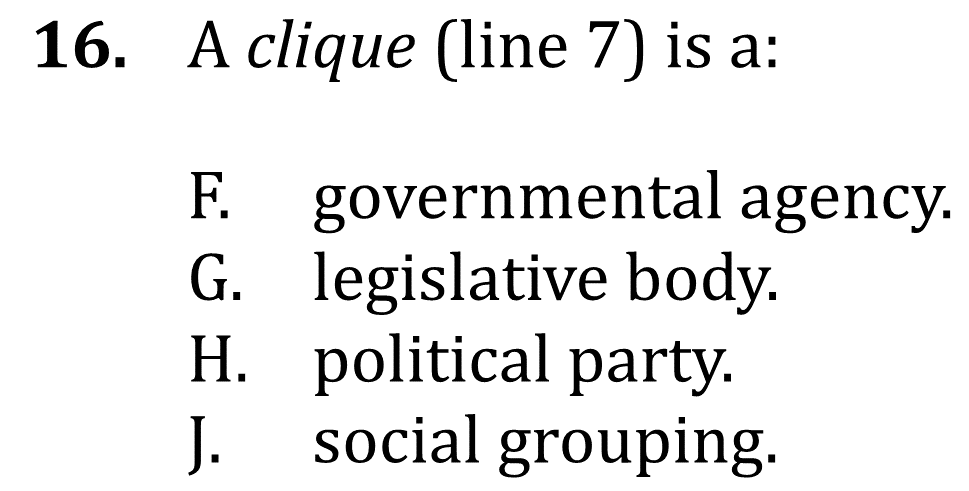 16. A clique (line 7) is a:
F. governmental agency.
G. legislative body.
H. political party.
J. social grouping.